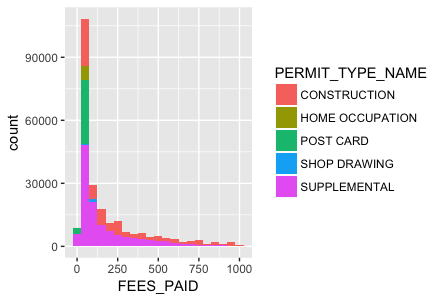 90000
60000
30000
0
count
0 250 500 750 1000
FEES_PAID
PERMIT_TYPE_NAME
CONSTRUCTION
HOME OCCUPATION
POST CARD
SHOP DRAWING
SUPPLEMENTAL